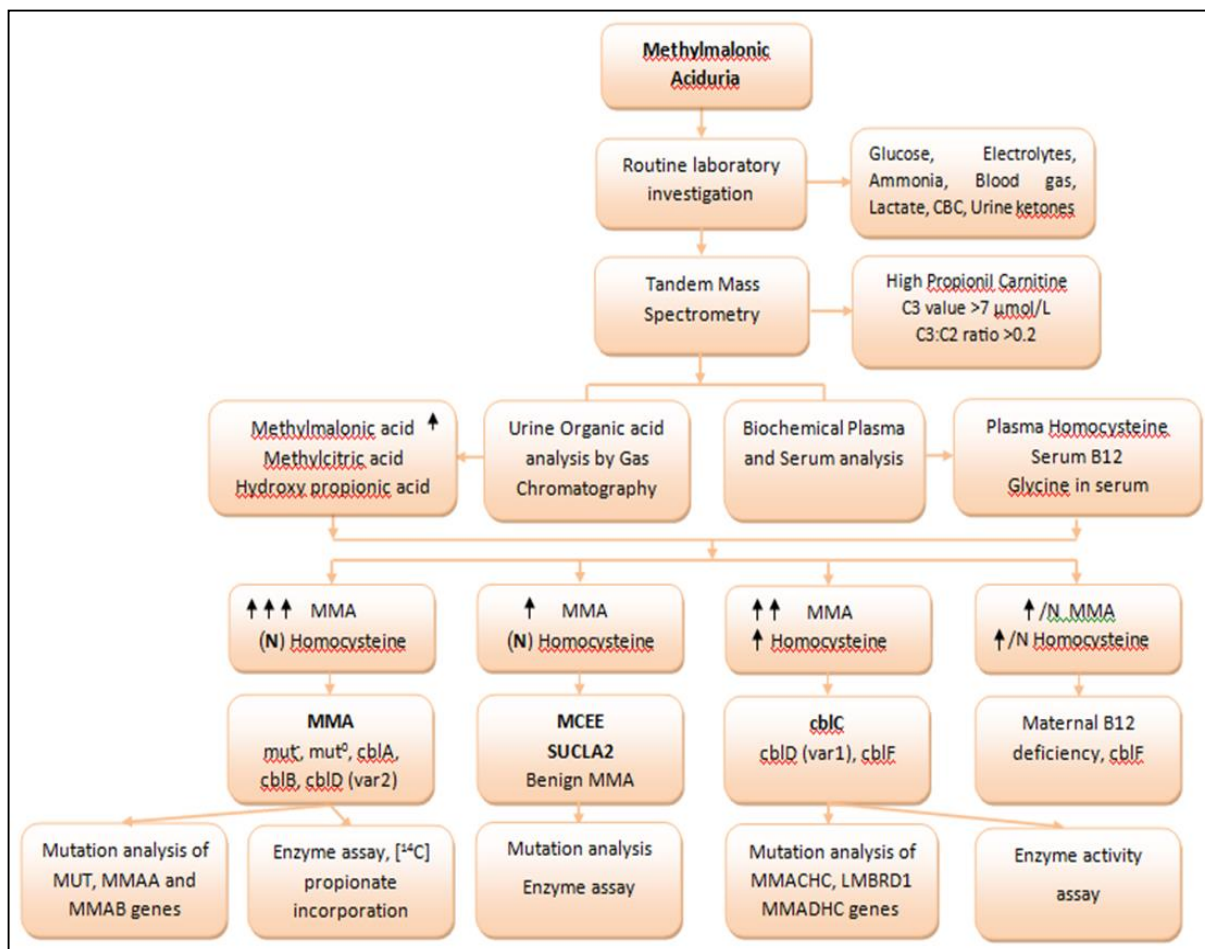 Methylmalonic
Aciduria
Routine laboratory
investigation
Glucose, Electrolytes,
Ammonia, Blood gas,
Lactate, CBC, Urine ketones
Tandem Mass
Spectrometry
High Propionil Carnitine
C3 value >7 µmol/L
C3:C2 ratio >0.2
Methylmalonic acid ↑
Methylcitric acid
Hydroxy propionic acid
Urine Organic acid
analysis by Gas
Chromatography
Biochemical Plasma
and Serum analysis
Plasma Homocysteine
Serum B12
Glycine in serum
↑↑↑ MMA
(N) Homocysteine
↑ MMA
(N) Homocysteine
↑↑ MMA
↑ Homocysteine
↑/N MMA
↑/N Homocysteine
MMA
mut⁻, mut⁰, cblA,
cblB, cblD (var2)
MCEE
SUCLA2
Benign MMA
cblC
cblD (var1), cblF
Maternal B12
deficiency, cblF
Mutation analysis of
MUT, MMAA and
MMAB genes
Enzyme assay, [¹⁴C]
propionate
incorporation
Mutation analysis
Enzyme assay
Mutation analysis of
MMACHC, LMBRD1
MMADHC genes
Enzyme activity
assay